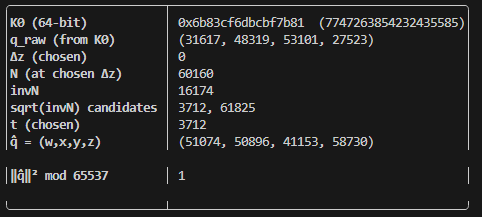 K0 (64-bit) 0x6b83cf6dbcbf7b81 (7747263854232435585)
q_raw (from K0) (31617, 48319, 53101, 27523)
Δz (chosen) 0
N (at chosen Δz) 60160
invN 16174
sqrt(invN) candidates 3712, 61825
t (chosen) 3712
q̂ = (w,x,y,z) (51074, 50896, 41153, 58730)
‖q̂‖² mod 65537 1